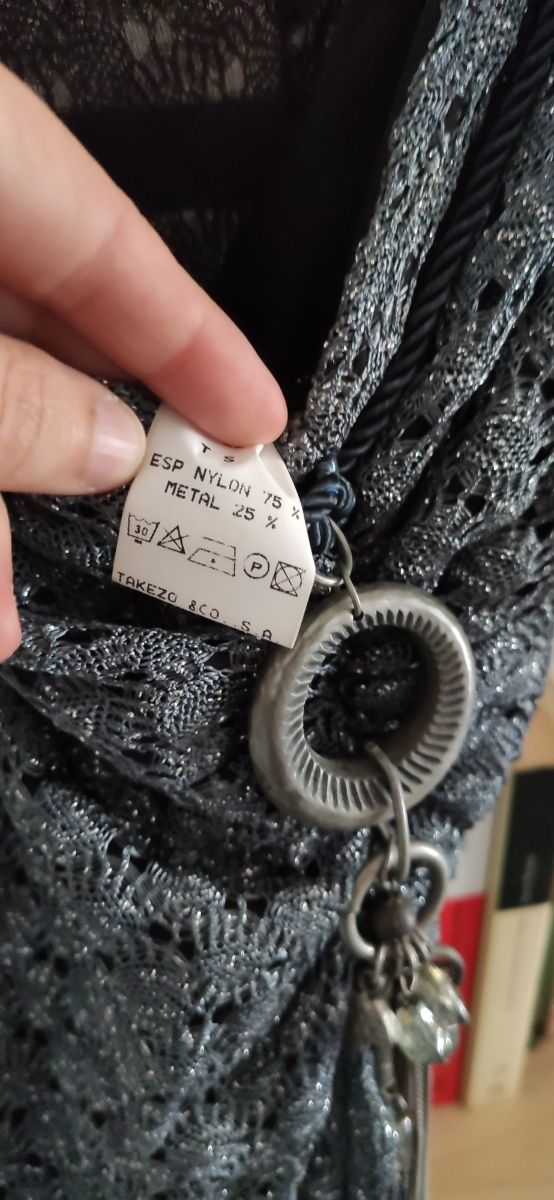 T S
ESP NYLON 75 %
METAL 25 %
30 P
TAKEZO &CO. S.A